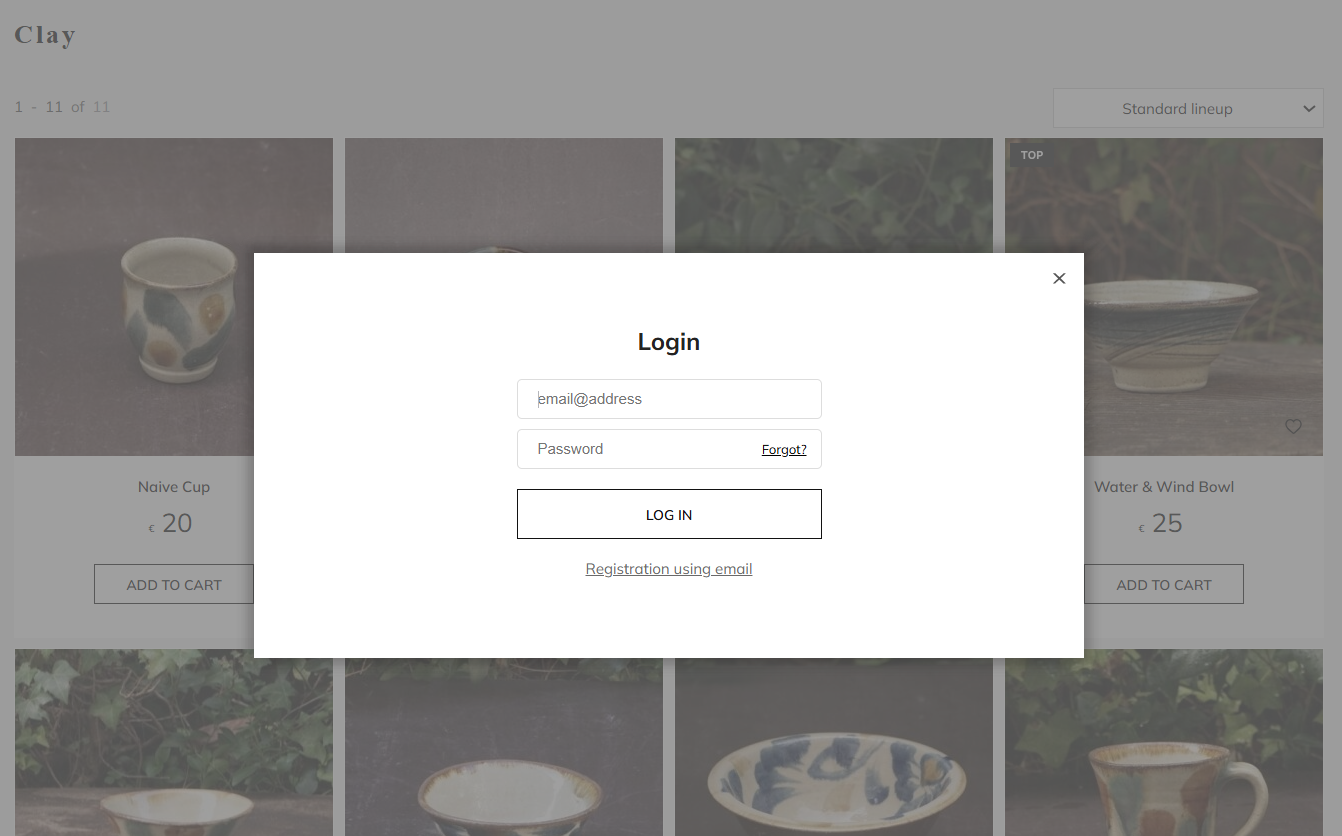 Clay
1 - 11 of 11
Standard lineup
TOP
Login
email@address
Password
Forgot?
LOG IN
Registration using email
Naive Cup
€ 20
ADD TO CART
Water & Wind Bowl
€ 25
ADD TO CART